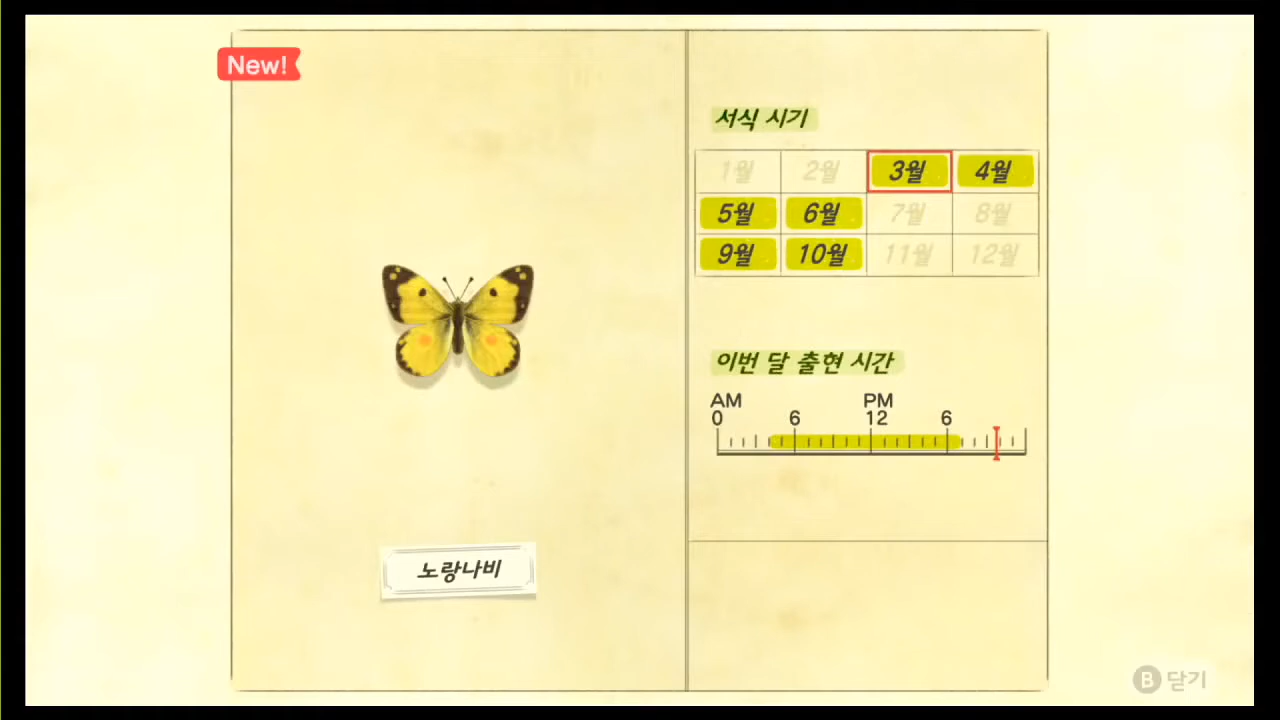 New!
서식 시기
1월 2월 3월 4월
5월 6월 7월 8월
9월 10월 11월 12월
이번 달 출현 시간
AM PM
0 6 12 6
노랑나비
B 닫기